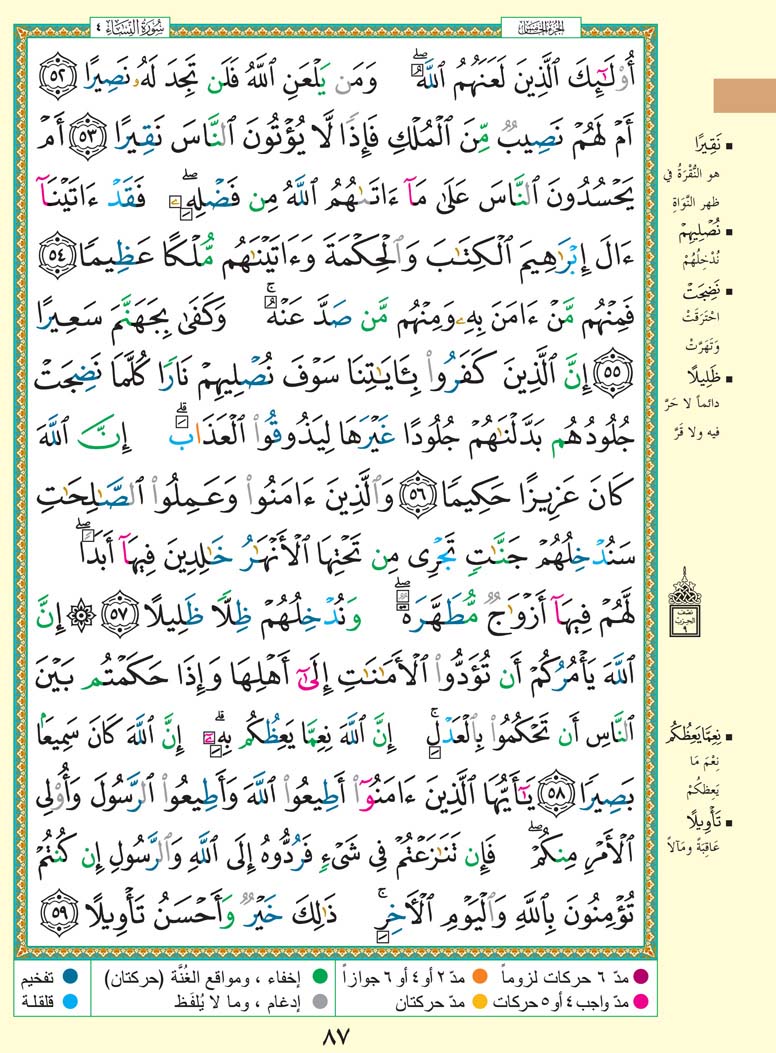 سُورَةُ النِّسَاءِ ٤
الجُزْءُ الخَامِسُ
أُوْلَٰٓئِكَ ٱلَّذِينَ لَعَنَهُمُ ٱللَّهُۖ وَمَن يَلْعَنِ ٱللَّهُ فَلَن تَجِدَ لَهُۥ نَصِيرًا ٥٢
أَمْ لَهُمْ نَصِيبٌ مِّنَ ٱلْمُلْكِ فَإِذًا لَّا يُؤْتُونَ ٱلنَّاسَ نَقِيرًا ٥٣ أَمْ
يَحْسُدُونَ ٱلنَّاسَ عَلَىٰ مَآ ءَاتَىٰهُمُ ٱللَّهُ مِن فَضْلِهِۦۖ فَقَدْ ءَاتَيْنَآ
ءَالَ إِبْرَٰهِيمَ ٱلْكِتَٰبَ وَٱلْحِكْمَةَ وَءَاتَيْنَٰهُم مُّلْكًا عَظِيمًا ٥٤
فَمِنْهُم مَّنْ ءَامَنَ بِهِۦ وَمِنْهُم مَّن صَدَّ عَنْهُۚ وَكَفَىٰ بِجَهَنَّمَ سَعِيرًا
٥٥ إِنَّ ٱلَّذِينَ كَفَرُوا۟ بِـَٔايَٰتِنَا سَوْفَ نُصْلِيهِمْ نَارًا كُلَّمَا نَضِجَتْ
جُلُودُهُم بَدَّلْنَٰهُمْ جُلُودًا غَيْرَهَا لِيَذُوقُوا۟ ٱلْعَذَابَۗ إِنَّ ٱللَّهَ
كَانَ عَزِيزًا حَكِيمًا ٥٦ وَٱلَّذِينَ ءَامَنُوا۟ وَعَمِلُوا۟ ٱلصَّٰلِحَٰتِ
سَنُدْخِلُهُمْ جَنَّٰتٍ تَجْرِى مِن تَحْتِهَا ٱلْأَنْهَٰرُ خَٰلِدِينَ فِيهَآ أَبَدًاۖ
لَّهُمْ فِيهَآ أَزْوَٰجٌ مُّطَهَّرَةٌۖ وَنُدْخِلُهُمْ ظِلًّا ظَلِيلًا ٥٧ ۞ إِنَّ
ٱللَّهَ يَأْمُرُكُمْ أَن تُؤَدُّوا۟ ٱلْأَمَٰنَٰتِ إِلَىٰٓ أَهْلِهَا وَإِذَا حَكَمْتُم بَيْنَ
ٱلنَّاسِ أَن تَحْكُمُوا۟ بِٱلْعَدْلِۚ إِنَّ ٱللَّهَ نِعِمَّا يَعِظُكُم بِهِۦٓۗ إِنَّ ٱللَّهَ كَانَ سَمِيعًۢا
بَصِيرًا ٥٨ يَٰٓأَيُّهَا ٱلَّذِينَ ءَامَنُوٓا۟ أَطِيعُوا۟ ٱللَّهَ وَأَطِيعُوا۟ ٱلرَّسُولَ وَأُو۟لِى
ٱلْأَمْرِ مِنكُمْۖ فَإِن تَنَٰزَعْتُمْ فِى شَىْءٍ فَرُدُّوهُ إِلَى ٱللَّهِ وَٱلرَّسُولِ إِن كُنتُمْ
تُؤْمِنُونَ بِٱللَّهِ وَٱلْيَوْمِ ٱلْءَاخِرِۚ ذَٰلِكَ خَيْرٌ وَأَحْسَنُ تَأْوِيلًا ٥٩
▪ نَقِيرًا
هو النُّقْرَةُ في
ظهر النَّوَاةِ
▪ نُصْلِيهِمْ
نُدْخِلُهُمْ
▪ نَضِجَتْ
احْتَرَقَتْ
وَتَهَرَّتْ
▪ ظَلِيلًا
دائماً لا حَرَّ
فيه ولا قَرَّ
نصف
الحزب
٩
▪ نِعِمَّا يَعِظُكُم
نِعْمَ مَا
يَعِظُكُمْ
▪ تَأْوِيلًا
عَاقِبَةً ومَآلاً
مدّ ٦ حركات لزوماً ● مدّ ٢ أو ٤ أو ٦ جوازاً ● إخفاء ، ومواقع الغُنَّة (حركتان) ● تفخيم
مدّ واجب ٤ أو ٥ حركات ● مدّ حركتان ● إدغام ، وما لا يُلفَظ ● قلقلة
٨٧